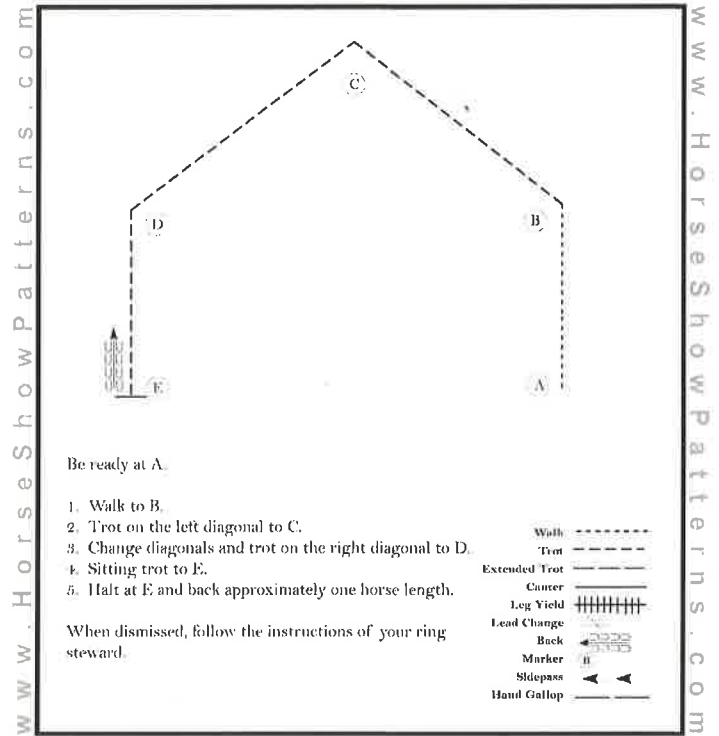 www.HorseShowPatterns.com
www.HorseShowPatterns.com
C
D
B
E
A
Be ready at A.
1. Walk to B.
2. Trot on the left diagonal to C.
3. Change diagonals and trot on the right diagonal to D.
4. Sitting trot to E.
5. Halt at E and back approximately one horse length.
When dismissed, follow the instructions of your ring
steward.
Walk
Trot
Extended Trot
Canter
Leg Yield
Lead Change
Back
Marker
Sidepass
Hand Gallop